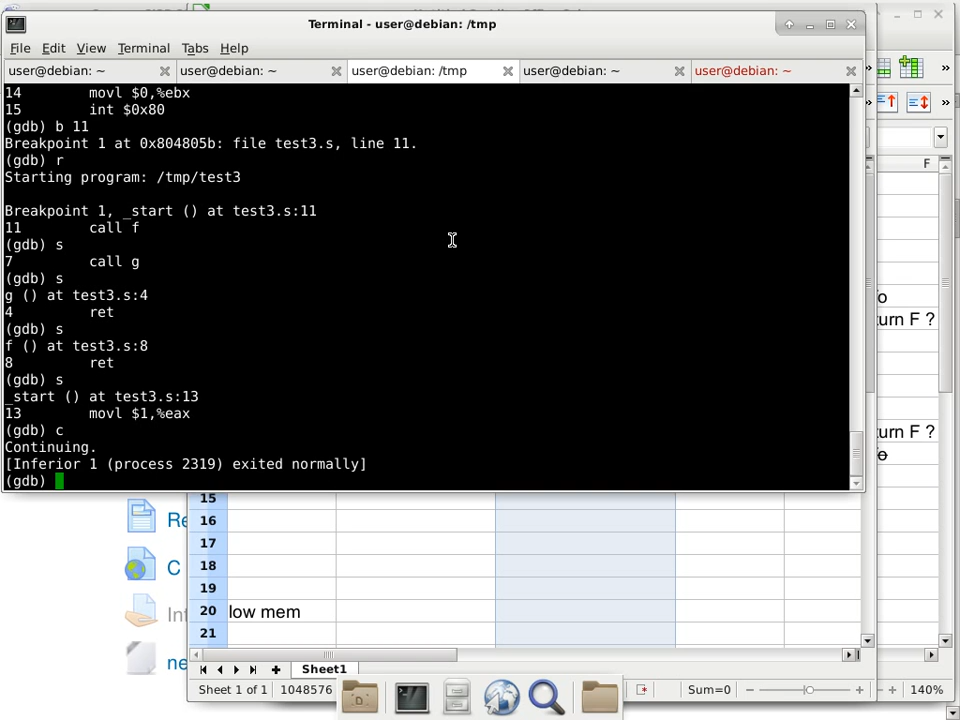 Terminal - user@debian: /tmp
File Edit View Terminal Tabs Help
user@debian: ~ user@debian: ~ user@debian: /tmp user@debian: ~ user@debian: ~
14 movl $0,%ebx
15 int $0x80
(gdb) b 11
Breakpoint 1 at 0x804805b: file test3.s, line 11.
(gdb) r
Starting program: /tmp/test3
Breakpoint 1, _start () at test3.s:11
11 call f
(gdb) s
7 call g
(gdb) s
g () at test3.s:4
4 ret
(gdb) s
f () at test3.s:8
8 ret
(gdb) s
_start () at test3.s:13
13 movl $1,%eax
(gdb) c
Continuing.
[Inferior 1 (process 2319) exited normally]
(gdb)
»
»
F
turn F ?
turn F ?
Re
C
Int
ne
15
16
17
18
19
20 low mem
21
Sheet1
Sheet 1 of 1 1048576 Sum=0 140%